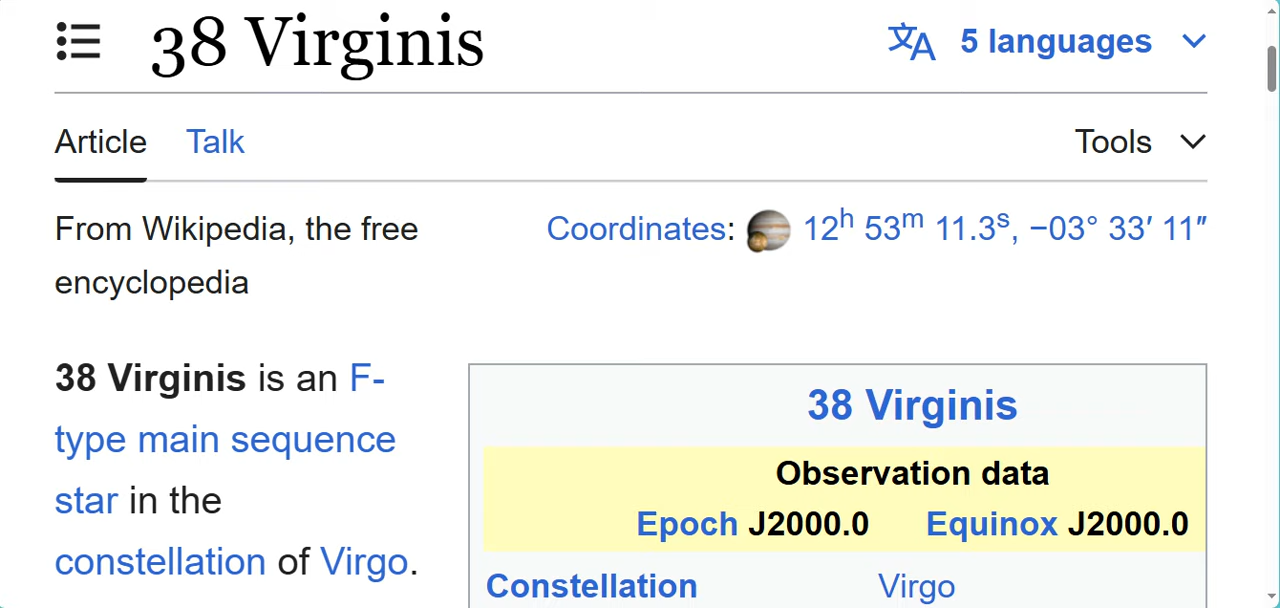 38 Virginis
5 languages
Article Talk Tools
From Wikipedia, the free encyclopedia
Coordinates: 12h 53m 11.3s, −03° 33′ 11″
38 Virginis is an F-
type main sequence
star in the
constellation of Virgo.
38 Virginis
Observation data
Epoch J2000.0 Equinox J2000.0
Constellation Virgo